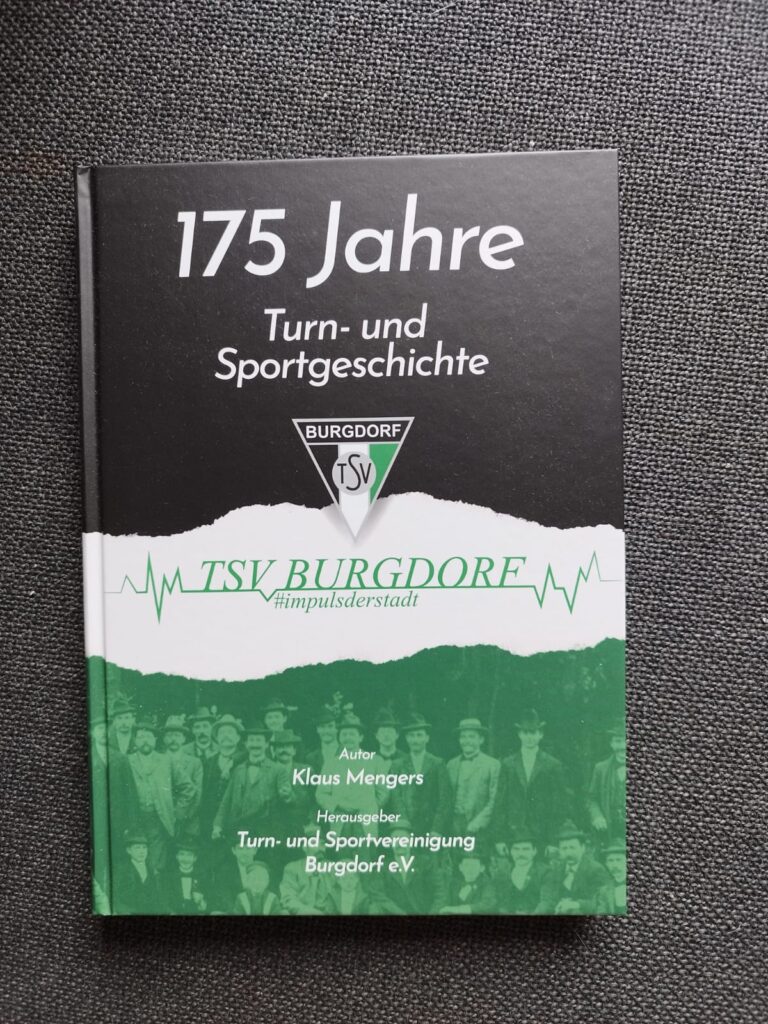 175 Jahre
Turn- und
Sportgeschichte
BURGDORF
TSV
TSV BURGDORF
#impulsderstadt
Autor
Klaus Mengers
Herausgeber
Turn- und Sportvereinigung
Burgdorf e.V.